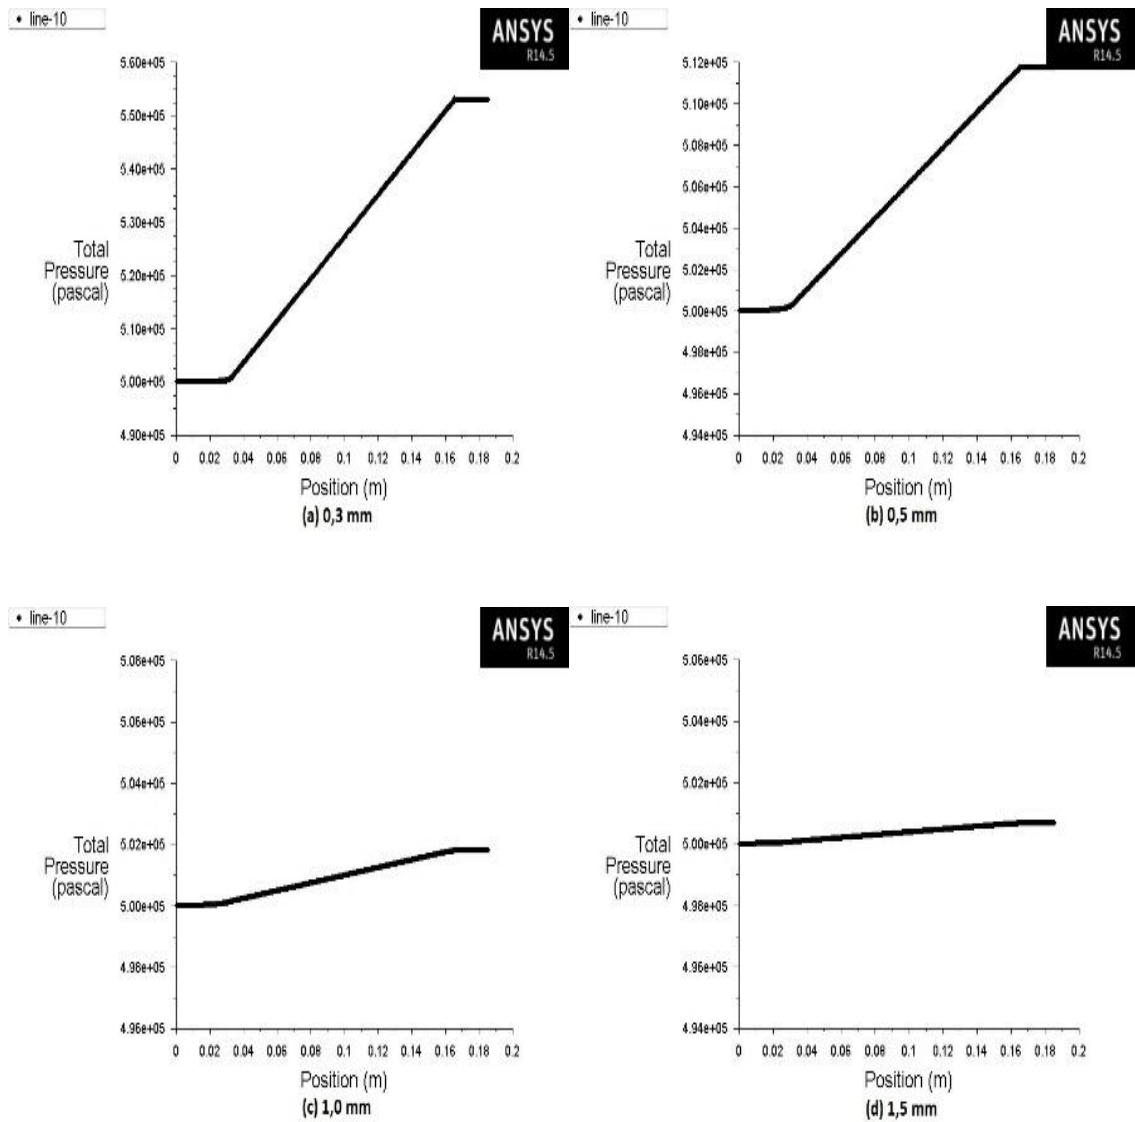 line-10
ANSYS
R14.5
5.60e+05
5.50e+05
5.40e+05
5.30e+05
5.20e+05
5.10e+05
5.00e+05
4.90e+05
Total
Pressure
(pascal)
0 0.02 0.04 0.06 0.08 0.1 0.12 0.14 0.16 0.18 0.2
Position (m)
(a) 0,3 mm
line-10
ANSYS
R14.5
5.12e+05
5.10e+05
5.08e+05
5.06e+05
5.04e+05
5.02e+05
5.00e+05
4.98e+05
4.96e+05
4.94e+05
Total
Pressure
(pascal)
0 0.02 0.04 0.06 0.08 0.1 0.12 0.14 0.16 0.18 0.2
Position (m)
(b) 0,5 mm
line-10
ANSYS
R14.5
5.08e+05
5.06e+05
5.04e+05
5.02e+05
5.00e+05
4.98e+05
4.96e+05
Total
Pressure
(pascal)
0 0.02 0.04 0.06 0.08 0.1 0.12 0.14 0.16 0.18 0.2
Position (m)
(c) 1,0 mm
line-10
ANSYS
R14.5
5.06e+05
5.04e+05
5.02e+05
5.00e+05
4.98e+05
4.96e+05
4.94e+05
Total
Pressure
(pascal)
0 0.02 0.04 0.06 0.08 0.1 0.12 0.14 0.16 0.18 0.2
Position (m)
(d) 1,5 mm